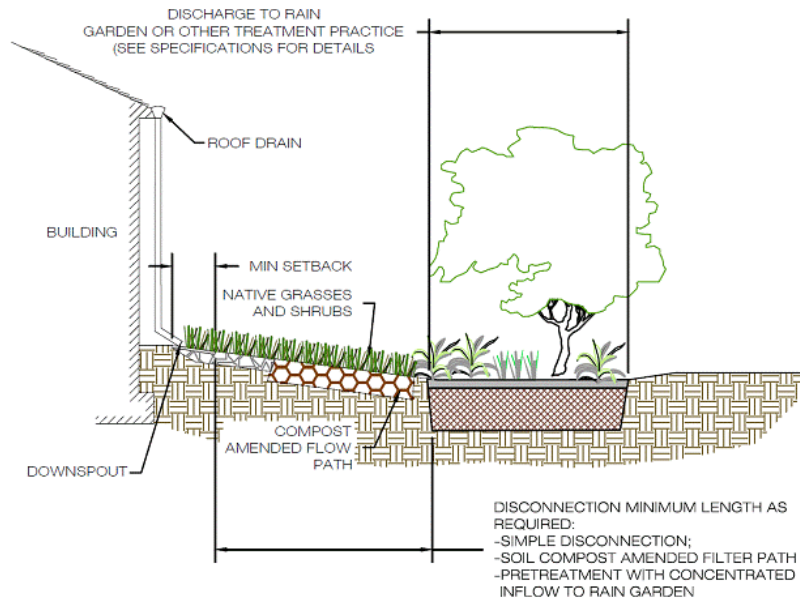 DISCHARGE TO RAIN
GARDEN OR OTHER TREATMENT PRACTICE
(SEE SPECIFICATIONS FOR DETAILS
ROOF DRAIN
BUILDING
MIN SETBACK
NATIVE GRASSES
AND SHRUBS
COMPOST
AMENDED FLOW
PATH
DOWNSPOUT
DISCONNECTION MINIMUM LENGTH AS
REQUIRED:
-SIMPLE DISCONNECTION;
-SOIL COMPOST AMENDED FILTER PATH
-PRETREATMENT WITH CONCENTRATED
INFLOW TO RAIN GARDEN